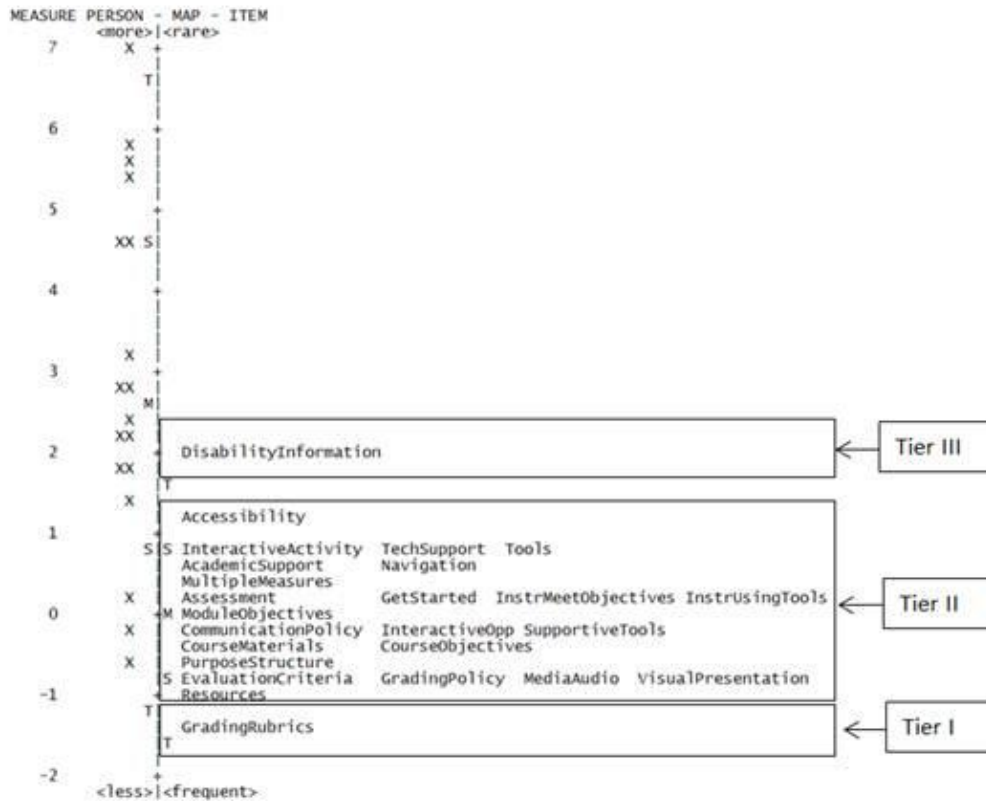 MEASURE PERSON - MAP - ITEM
<more>|<rare>
7 X +
T|
6 +
X |
X |
X |
5 +
XX S|
4 +
X |
3 +
XX |
M|
X |
XX |
2 + DisabilityInformation Tier III
XX |
|T
X |
Accessibility
1 +
S|S InteractiveActivity TechSupport Tools
AcademicSupport Navigation
MultipleMeasures
X | Assessment GetStarted InstrMeetObjectives InstrUsingTools Tier II
0 +M ModuleObjectives
X | CommunicationPolicy InteractiveOpp SupportiveTools
CourseMaterials CourseObjectives
X | PurposeStructure
|S EvaluationCriteria GradingPolicy MediaAudio VisualPresentation
-1 + Resources
T|
GradingRubrics Tier I
|T
-2 +
<less>|<frequent>